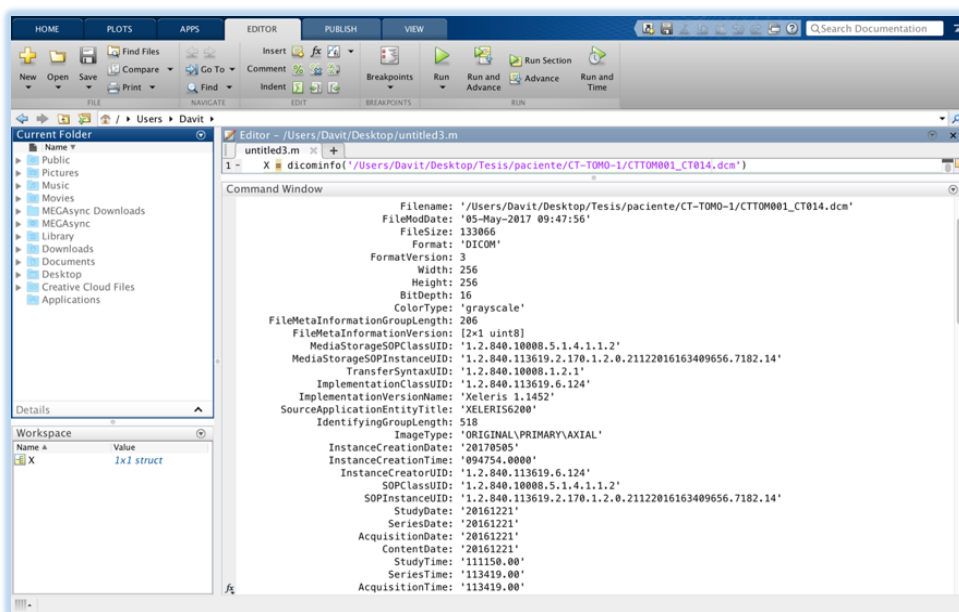 HOME PLOTS APPS EDITOR PUBLISH VIEW
Search Documentation
New Open Save
Find Files
Compare
Print
Go To
Find
Insert fx
Comment
Indent
Breakpoints
Run
Run and Advance
Run Section
Advance
Run and Time
FILE NAVIGATE EDIT BREAKPOINTS RUN
/ Users Davit
Current Folder
Name
Public
Pictures
Music
Movies
MEGAsync Downloads
MEGAsync
Library
Downloads
Documents
Desktop
Creative Cloud Files
Applications
Details
Workspace
Name Value
X 1x1 struct
Editor - /Users/Davit/Desktop/untitled3.m
untitled3.m
1 - X = dicominfo('/Users/Davit/Desktop/Tesis/paciente/CT-TOMO-1/CTTOM001_CT014.dcm')
Command Window
Filename: '/Users/Davit/Desktop/Tesis/paciente/CT-TOMO-1/CTTOM001_CT014.dcm'
FileModDate: '05-May-2017 09:47:56'
FileSize: 133066
Format: 'DICOM'
FormatVersion: 3
Width: 256
Height: 256
BitDepth: 16
ColorType: 'grayscale'
FileMetaInformationGroupLength: 206
FileMetaInformationVersion: [2×1 uint8]
MediaStorageSOPClassUID: '1.2.840.10008.5.1.4.1.1.2'
MediaStorageSOPInstanceUID: '1.2.840.113619.2.170.1.2.0.21122016163409656.7182.14'
TransferSyntaxUID: '1.2.840.10008.1.2.1'
ImplementationClassUID: '1.2.840.113619.6.124'
ImplementationVersionName: 'Xeleris 1.1452'
SourceApplicationEntityTitle: 'XELERIS6200'
IdentifyingGroupLength: 518
ImageType: 'ORIGINAL\PRIMARY\AXIAL'
InstanceCreationDate: '20170505'
InstanceCreationTime: '094754.0000'
InstanceCreatorUID: '1.2.840.113619.6.124'
SOPClassUID: '1.2.840.10008.5.1.4.1.1.2'
SOPInstanceUID: '1.2.840.113619.2.170.1.2.0.21122016163409656.7182.14'
StudyDate: '20161221'
SeriesDate: '20161221'
AcquisitionDate: '20161221'
ContentDate: '20161221'
StudyTime: '111150.00'
SeriesTime: '113419.00'
AcquisitionTime: '113419.00'
fx